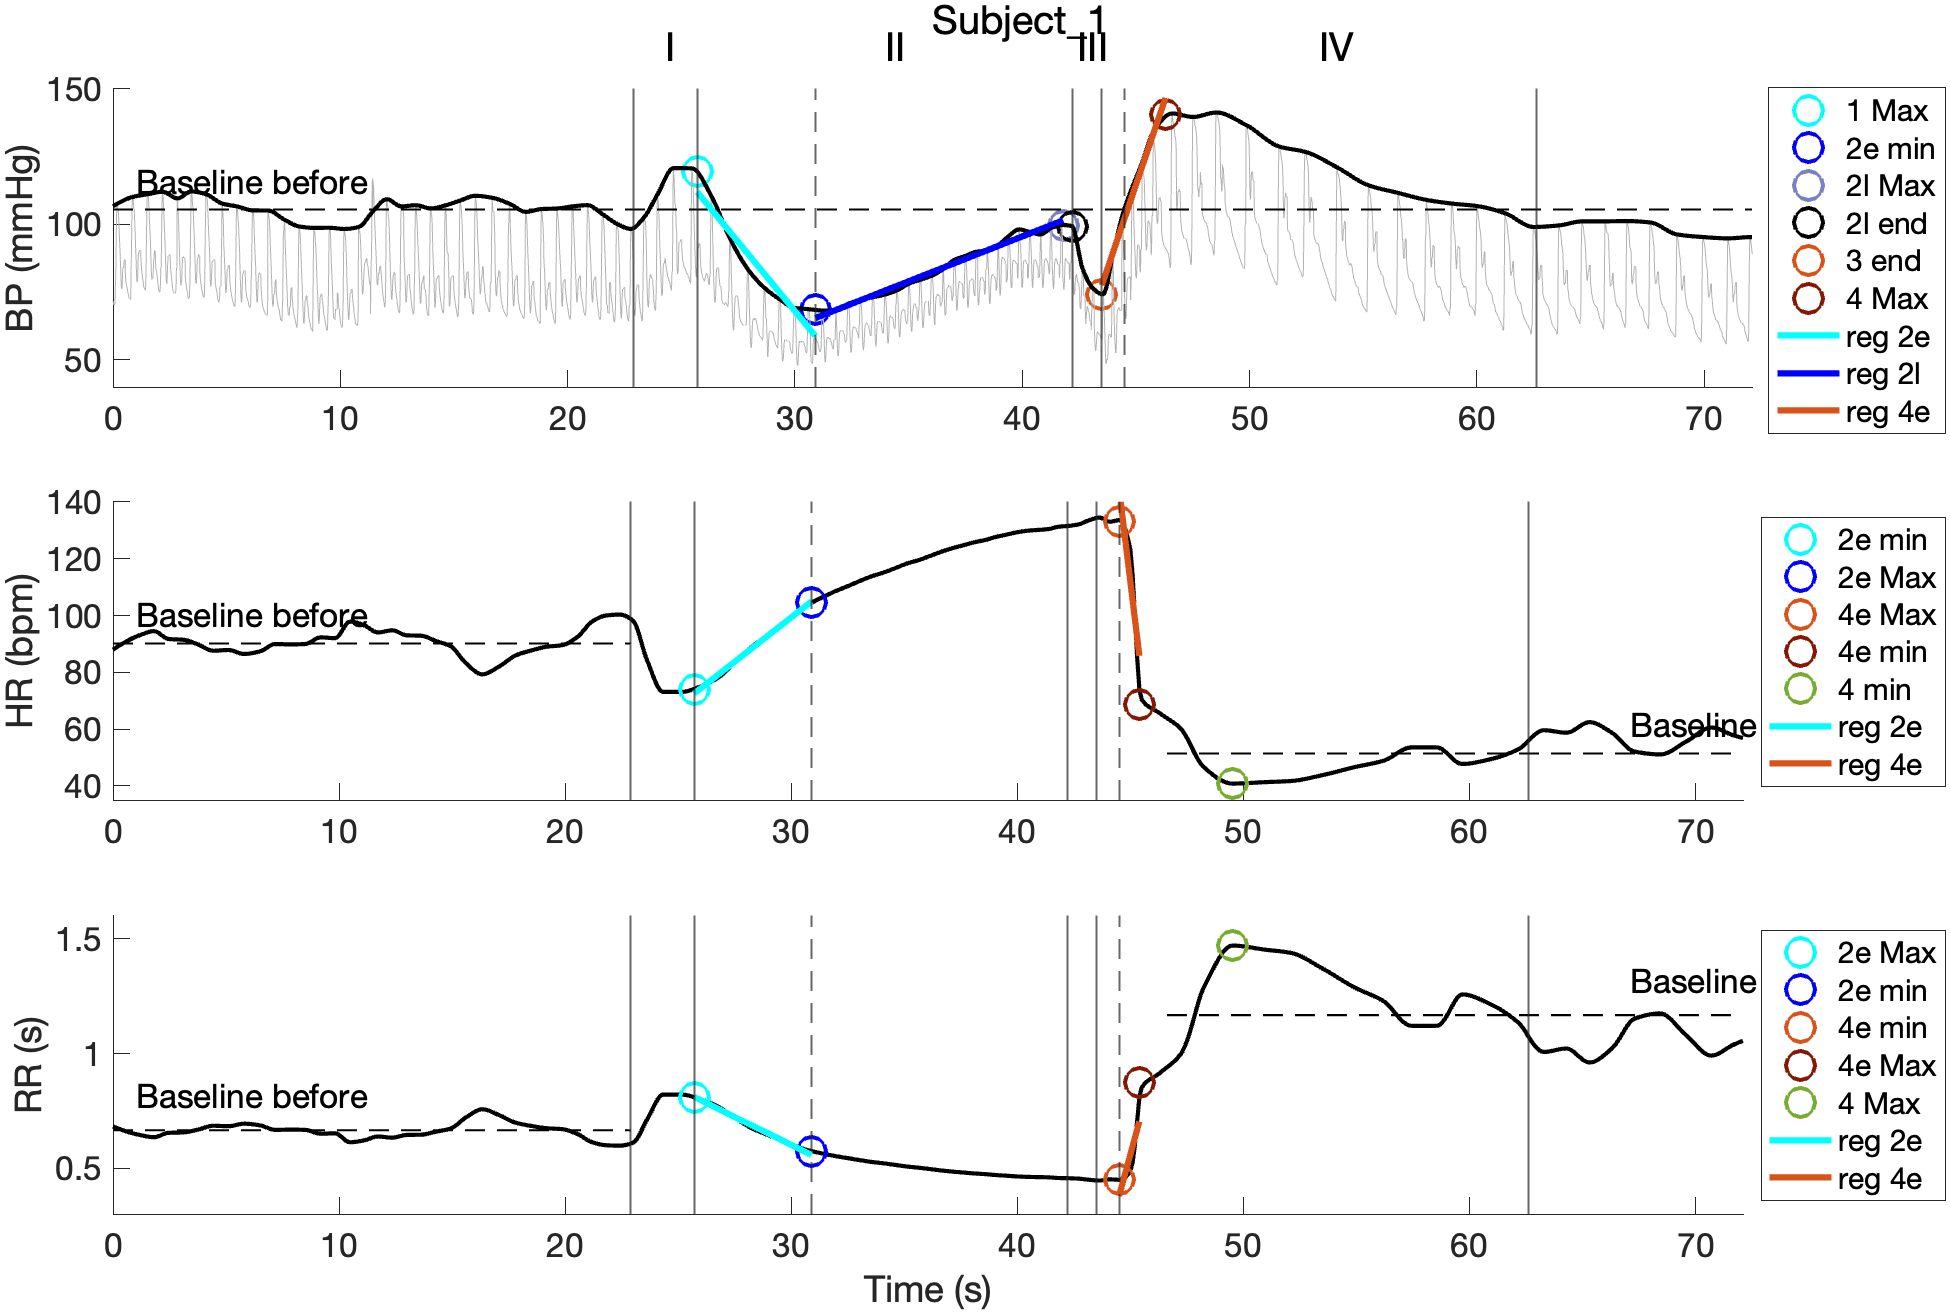 Subject_1
I II III IV
150
100
50
BP (mmHg)
Baseline before
0 10 20 30 40 50 60 70
1 Max
2e min
2l Max
2l end
3 end
4 Max
reg 2e
reg 2l
reg 4e
140
120
100
80
60
40
HR (bpm)
Baseline before
Baseline
0 10 20 30 40 50 60 70
2e min
2e Max
4e Max
4e min
4 min
reg 2e
reg 4e
1.5
1
0.5
RR (s)
Baseline before
Baseline
0 10 20 30 40 50 60 70
Time (s)
2e Max
2e min
4e min
4e Max
4 Max
reg 2e
reg 4e